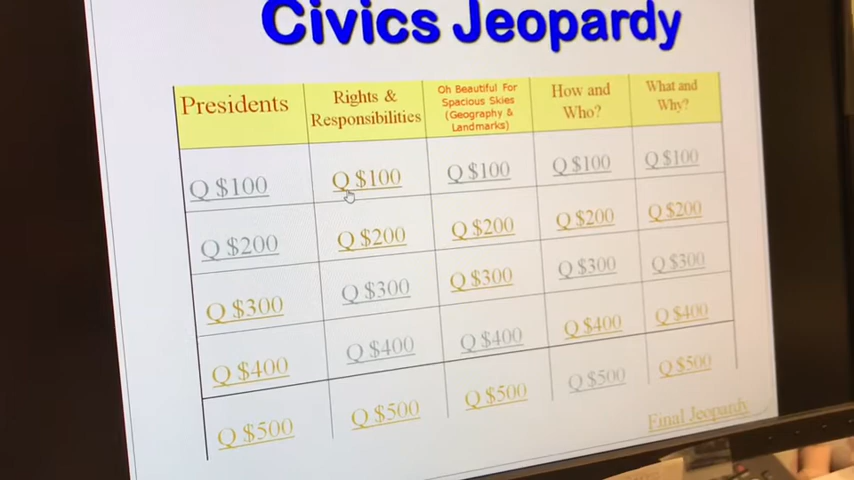 Civics Jeopardy
Presidents
Rights &
Responsibilities
Oh Beautiful For
Spacious Skies
(Geography &
Landmarks)
How and
Who?
What and
Why?
Q $100 Q $100 Q $100 Q $100 Q $100
Q $200 Q $200 Q $200 Q $200 Q $200
Q $300 Q $300 Q $300 Q $300 Q $300
Q $400 Q $400 Q $400 Q $400 Q $400
Q $500 Q $500 Q $500 Q $500 Q $500
Final Jeopardy